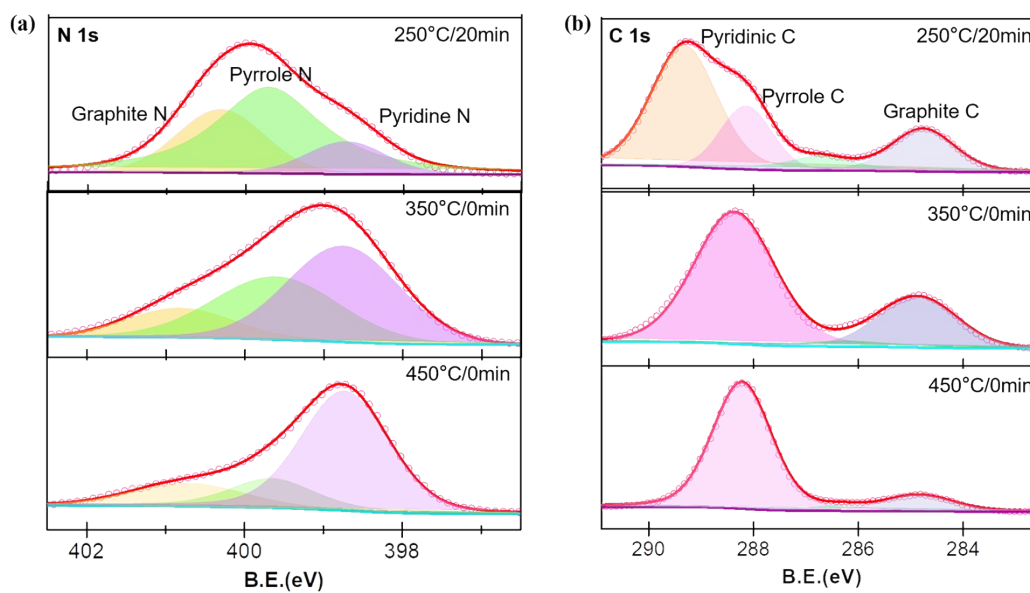 (a)
N 1s
250°C/20min
Graphite N
Pyrrole N
Pyridine N
350°C/0min
450°C/0min
402
400
398
B.E.(eV)
(b)
C 1s
Pyridinic C
250°C/20min
Pyrrole C
Graphite C
350°C/0min
450°C/0min
290
288
286
284
B.E.(eV)